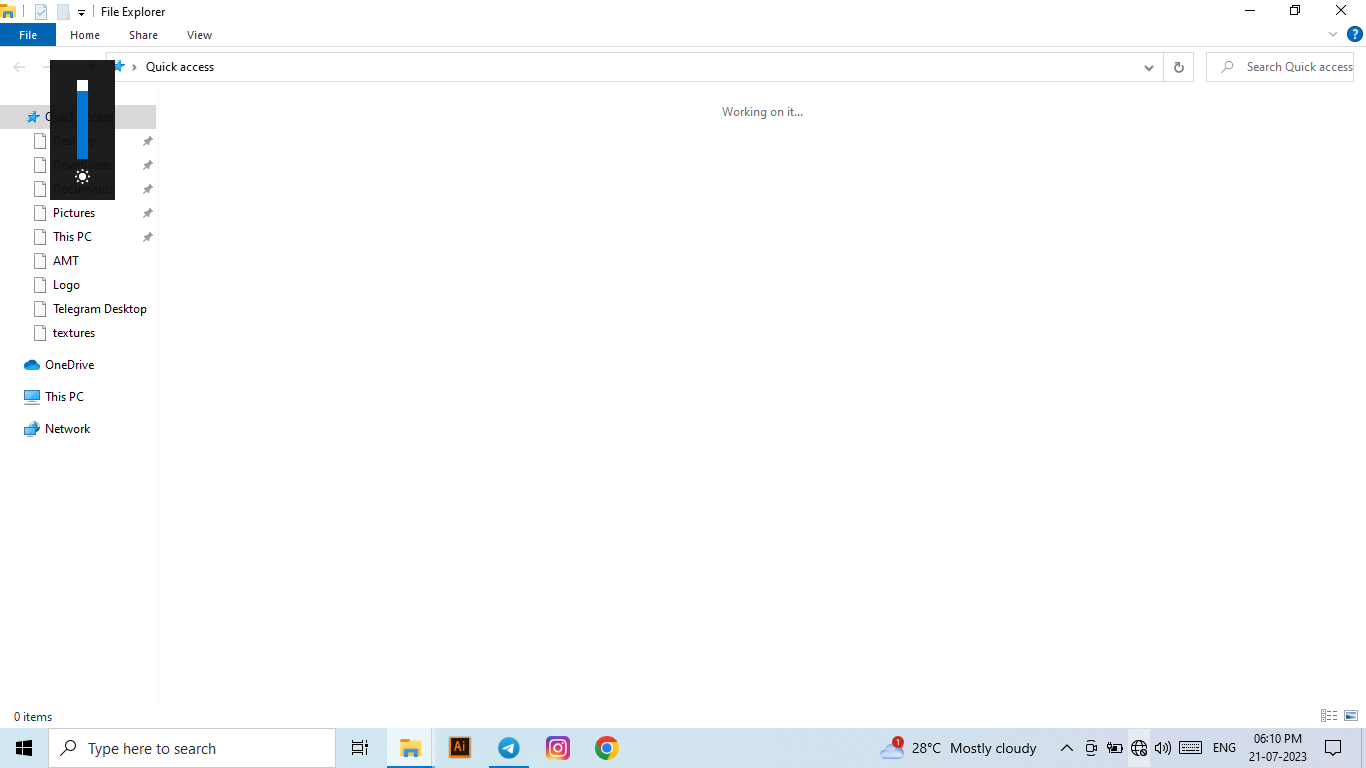 File Explorer
File Home Share View
Quick access
Search Quick access
Working on it...
Quick access
Desktop
Downloads
Documents
Pictures
This PC
AMT
Logo
Telegram Desktop
textures
OneDrive
This PC
Network
0 items
Type here to search
Ai
1
28°C Mostly cloudy
ENG
06:10 PM
21-07-2023